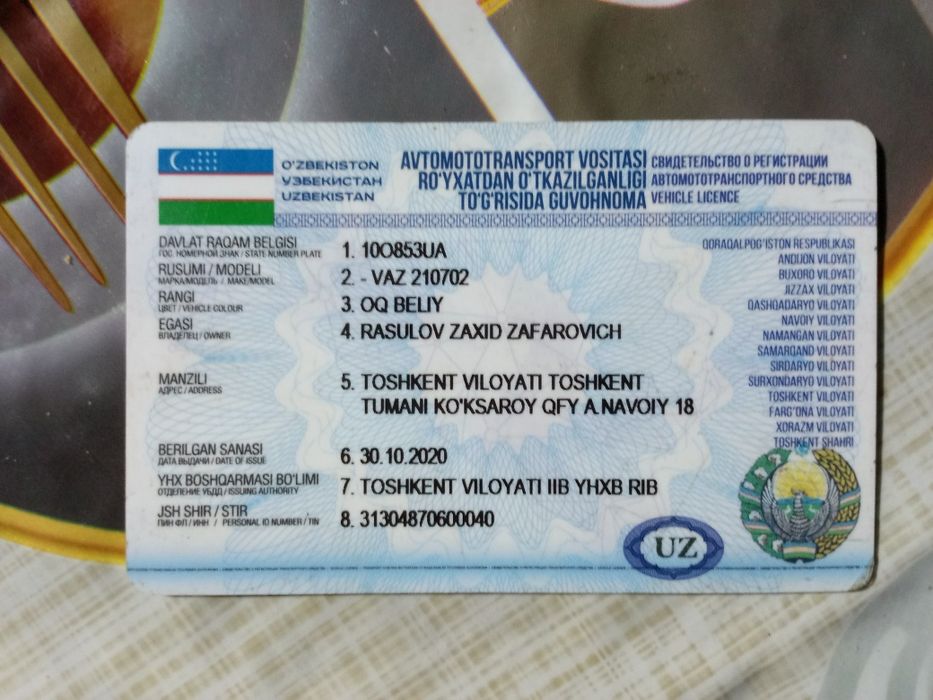 O'ZBEKISTON
УЗБЕКИСТАН
UZBEKISTAN
AVTOMOTOTRANSPORT VOSITASI
RO'YXATDAN O'TKAZILGANLIGI
TO'G'RISIDA GUVOHNOMA
СВИДЕТЕЛЬСТВО О РЕГИСТРАЦИИ
АВТОМОТОТРАНСПОРТНОГО СРЕДСТВА
VEHICLE LICENCE
DAVLAT RAQAM BELGISI
ГОС. НОМЕРНОЙ ЗНАК / STATE NUMBER PLATE
1. 10O853UA
RUSUMI / MODELI
МАРКА/МОДЕЛЬ / MAKE/MODEL
2. - VAZ 210702
RANGI
ЦВЕТ / VEHICLE COLOUR
3. OQ BELIY
EGASI
ВЛАДЕЛЕЦ / OWNER
4. RASULOV ZAXID ZAFAROVICH
MANZILI
АДРЕС / ADDRESS
5. TOSHKENT VILOYATI TOSHKENT
TUMANI KO'KSAROY QFY A.NAVOIY 18
BERILGAN SANASI
ДАТА ВЫДАЧИ / DATE OF ISSUE
6. 30.10.2020
YHX BOSHQARMASI BO'LIMI
ОТДЕЛЕНИЕ УБДД / ISSUING AUTHORITY
7. TOSHKENT VILOYATI IIB YHXB RIB
JSH SHIR / STIR
ПИН ФЛ / ИНН / PERSONAL ID NUMBER / TIN
8. 31304870600040
QORAQALPOG'ISTON RESPUBLIKASI
ANDIJON VILOYATI
BUXORO VILOYATI
JIZZAX VILOYATI
QASHQADARYO VILOYATI
NAVOIY VILOYATI
NAMANGAN VILOYATI
SAMARQAND VILOYATI
SIRDARYO VILOYATI
SURXONDARYO VILOYATI
TOSHKENT VILOYATI
FARG'ONA VILOYATI
XORAZM VILOYATI
TOSHKENT SHAHRI
UZ